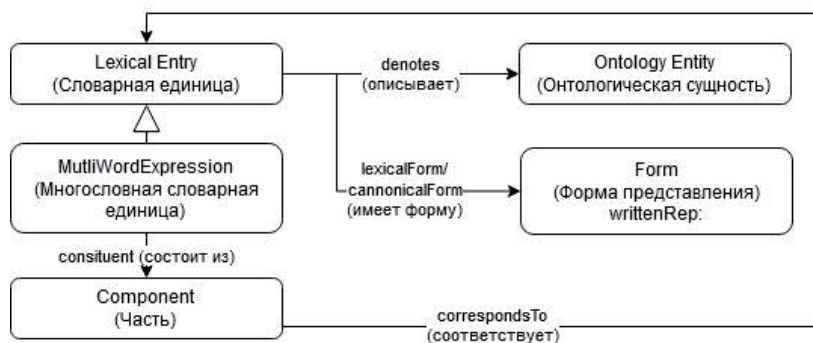 Lexical Entry
(Словарная единица)
denotes
(описывает)
Ontology Entity
(Онтологическая сущность)
MutliWordExpression
(Многословная словарная
единица)
lexicalForm/
cannonicalForm
(имеет форму)
Form
(Форма представления)
writtenRep:
consituent (состоит из)
Component
(Часть)
correspondsTo
(соответствует)